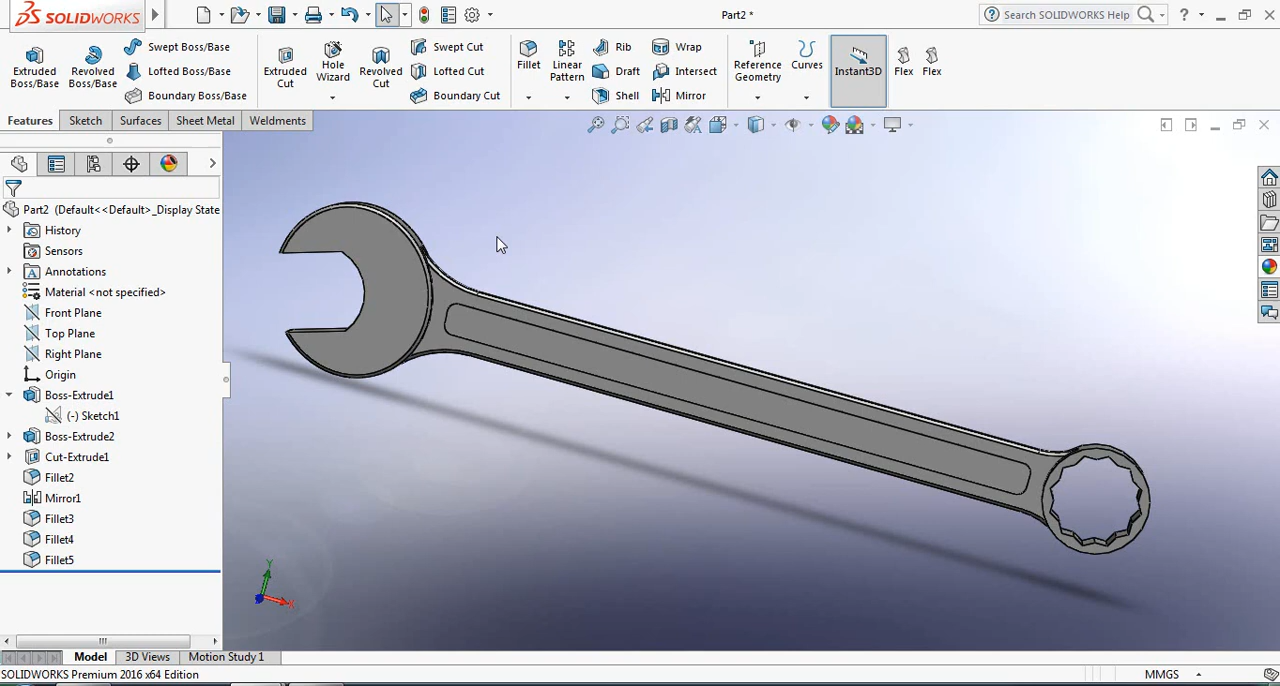 SOLIDWORKS
Part2 *
Search SOLIDWORKS Help
?
Extruded Boss/Base
Revolved Boss/Base
Swept Boss/Base
Lofted Boss/Base
Boundary Boss/Base
Extruded Cut
Hole Wizard
Revolved Cut
Swept Cut
Lofted Cut
Boundary Cut
Fillet
Linear Pattern
Rib
Draft
Shell
Wrap
Intersect
Mirror
Reference Geometry
Curves
Instant3D
Flex
Flex
Features
Sketch
Surfaces
Sheet Metal
Weldments
Part2 (Default<<Default>_Display State
History
Sensors
Annotations
Material <not specified>
Front Plane
Top Plane
Right Plane
Origin
Boss-Extrude1
(-) Sketch1
Boss-Extrude2
Cut-Extrude1
Fillet2
Mirror1
Fillet3
Fillet4
Fillet5
Y
X
Model
3D Views
Motion Study 1
SOLIDWORKS Premium 2016 x64 Edition
MMGS